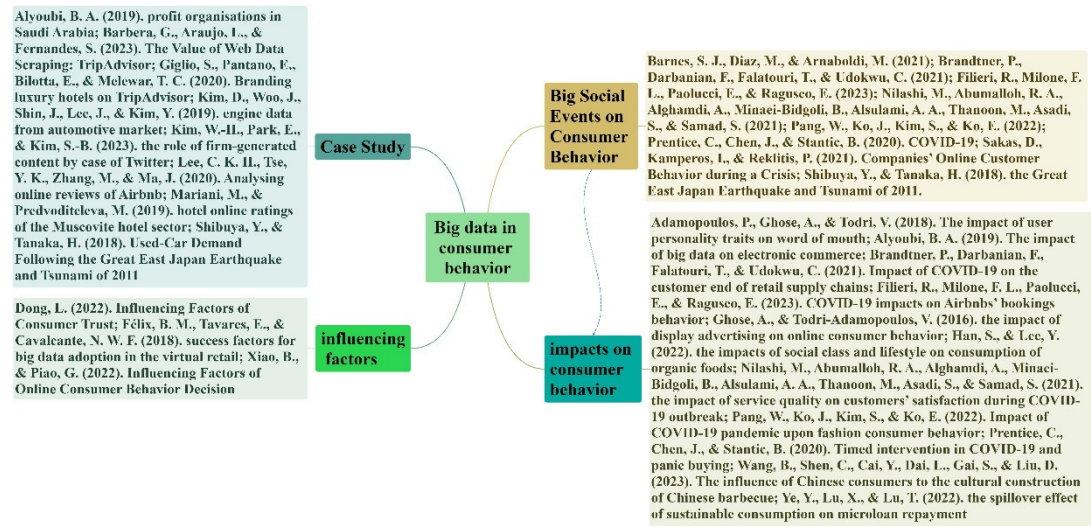 Alyoubi, B. A. (2019). profit organisations in
Saudi Arabia; Barbera, G., Araujo, L., &
Fernandes, S. (2023). The Value of Web Data
Scraping: TripAdvisor; Giglio, S., Pantano, E.,
Bilotta, E., & Melewar, T. C. (2020). Branding
luxury hotels on TripAdvisor; Kim, D., Woo, J.,
Shin, J., Lee, J., & Kim, Y. (2019). engine data
from automotive market; Kim, W.-II., Park, E., &
Kim, S.-B. (2023). the role of firm-generated
content by case of Twitter; Lee, C. K. II., Tse,
Y. K., Zhang, M., & Ma, J. (2020). Analysing
online reviews of Airbnb; Mariani, M., &
Predvoditeleva, M. (2019). hotel online ratings
of the Muscovite hotel sector; Shibuya, Y., &
Tanaka, H. (2018). Used-Car Demand
Following the Great East Japan Earthquake
and Tsunami of 2011
Case Study
Dong, L. (2022). Influencing Factors of
Consumer Trust; Félix, B. M., Tavares, E., &
Cavalcante, N. W. F. (2018). success factors for
big data adoption in the virtual retail; Xiao, B.,
& Piao, G. (2022). Influencing Factors of
Online Consumer Behavior Decision
influencing
factors
Big data in
consumer
behavior
Big Social
Events on
Consumer
Behavior
Barnes, S. J., Diaz, M., & Arnaboldi, M. (2021); Brandtner, P.,
Darbanian, F., Falatouri, T., & Udokwu, C. (2021); Filieri, R., Milone, F.
L., Paolucci, E., & Ragusco, E. (2023); Nilashi, M., Abumalloh, R. A.,
Alghamdi, A., Minaei-Bidgoli, B., Alsulami, A. A., Thanoon, M., Asadi,
S., & Samad, S. (2021); Pang, W., Ko, J., Kim, S., & Ko, E. (2022);
Prentice, C., Chen, J., & Stantic, B. (2020). COVID-19; Sakas, D.,
Kamperos, I., & Reklitis, P. (2021). Companies' Online Customer
Behavior during a Crisis; Shibuya, Y., & Tanaka, H. (2018). the Great
East Japan Earthquake and Tsunami of 2011.
impacts on
consumer
behavior
Adamopoulos, P., Ghose, A., & Todri, V. (2018). The impact of user
personality traits on word of mouth; Alyoubi, B. A. (2019). The
impact of big data on electronic commerce; Brandtner, P., Darbanian, F.,
Falatouri, T., & Udokwu, C. (2021). Impact of COVID-19 on the
customer end of retail supply chains; Filieri, R., Milone, F. L., Paolucci,
E., & Ragusco, E. (2023). COVID-19 impacts on Airbnbs' bookings
behavior; Ghose, A., & Todri-Adamopoulos, V. (2016). the impact of
display advertising on online consumer behavior; Han, S., & Lee, Y.
(2022). the impacts of social class and lifestyle on consumption of
organic foods; Nilashi, M., Abumalloh, R. A., Alghamdi, A., Minaei-
Bidgoli, B., Alsulami, A. A., Thanoon, M., Asadi, S., & Samad, S. (2021).
the impact of service quality on customers' satisfaction during COVID-
19 outbreak; Pang, W., Ko, J., Kim, S., & Ko, E. (2022). Impact of
COVID-19 pandemic upon fashion consumer behavior; Prentice, C.,
Chen, J., & Stantic, B. (2020). Timed intervention in COVID-19 and
panic buying; Wang, B., Shen, C., Cai, Y., Dai, L., Gai, S., & Liu, D.
(2023). The influence of Chinese consumers to the cultural construction
of Chinese barbecue; Ye, Y., Lu, X., & Lu, T. (2022). the spillover effect
of sustainable consumption on microloan repayment